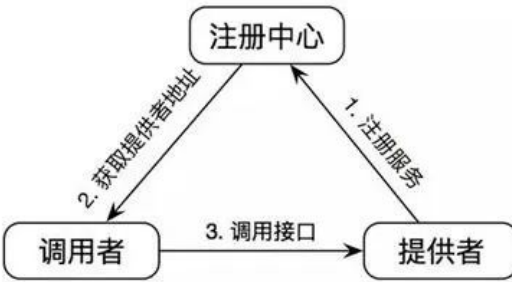 注册中心
2. 获取提供者地址
1. 注册服务
调用者
3. 调用接口
提供者